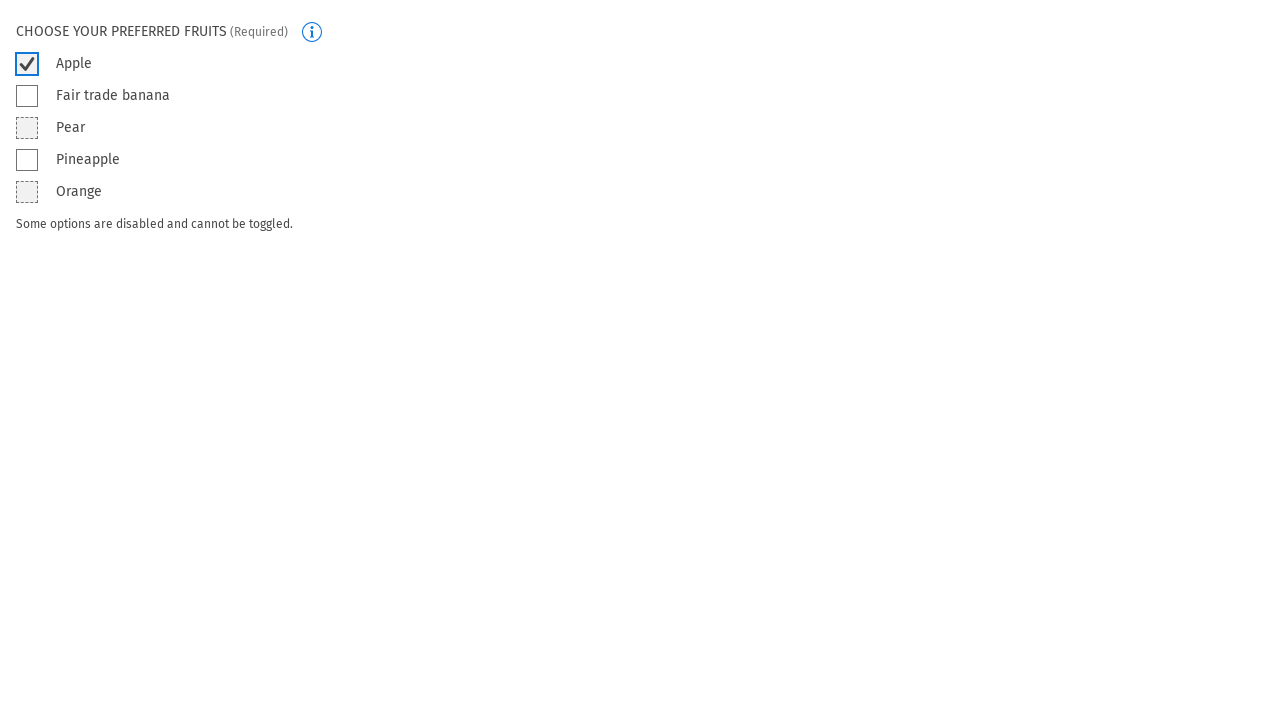 CHOOSE YOUR PREFERRED FRUITS (Required)
Apple
Fair trade banana
Pear
Pineapple
Orange
Some options are disabled and cannot be toggled.